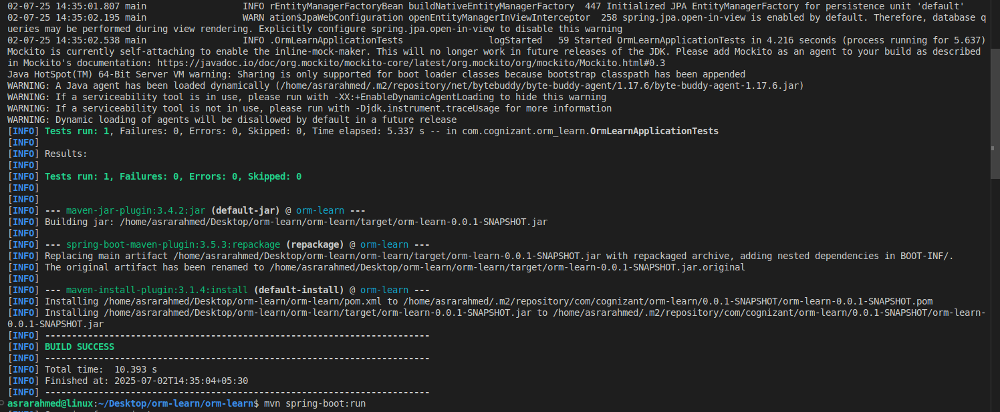 02-07-25 14:35:01.807 main                 INFO rEntityManagerFactoryBean buildNativeEntityManagerFactory  447 Initialized JPA EntityManagerFactory for persistence unit 'default'
02-07-25 14:35:02.195 main                 WARN ation$JpaWebConfiguration openEntityManagerInViewInterceptor  258 spring.jpa.open-in-view is enabled by default. Therefore, database q
ueries may be performed during view rendering. Explicitly configure spring.jpa.open-in-view to disable this warning
02-07-25 14:35:02.538 main                 INFO .OrmLearnApplicationTests                logStarted   59 Started OrmLearnApplicationTests in 4.216 seconds (process running for 5.637)
Mockito is currently self-attaching to enable the inline-mock-maker. This will no longer work in future releases of the JDK. Please add Mockito as an agent to your build as described
in Mockito's documentation: https://javadoc.io/doc/org.mockito/mockito-core/latest/org.mockito/org/mockito/Mockito.html#0.3
Java HotSpot(TM) 64-Bit Server VM warning: Sharing is only supported for boot loader classes because bootstrap classpath has been appended
WARNING: A Java agent has been loaded dynamically (/home/asrarahmed/.m2/repository/net/bytebuddy/byte-buddy-agent/1.17.6/byte-buddy-agent-1.17.6.jar)
WARNING: If a serviceability tool is in use, please run with -XX:+EnableDynamicAgentLoading to hide this warning
WARNING: If a serviceability tool is not in use, please run with -Djdk.instrument.traceUsage for more information
WARNING: Dynamic loading of agents will be disallowed by default in a future release
[INFO] Tests run: 1, Failures: 0, Errors: 0, Skipped: 0, Time elapsed: 5.337 s -- in com.cognizant.orm_learn.OrmLearnApplicationTests
[INFO]
[INFO] Results:
[INFO]
[INFO] Tests run: 1, Failures: 0, Errors: 0, Skipped: 0
[INFO]
[INFO]
[INFO] --- maven-jar-plugin:3.4.2:jar (default-jar) @ orm-learn ---
[INFO] Building jar: /home/asrarahmed/Desktop/orm-learn/orm-learn/target/orm-learn-0.0.1-SNAPSHOT.jar
[INFO]
[INFO] --- spring-boot-maven-plugin:3.5.3:repackage (repackage) @ orm-learn ---
[INFO] Replacing main artifact /home/asrarahmed/Desktop/orm-learn/orm-learn/target/orm-learn-0.0.1-SNAPSHOT.jar with repackaged archive, adding nested dependencies in BOOT-INF/.
[INFO] The original artifact has been renamed to /home/asrarahmed/Desktop/orm-learn/orm-learn/target/orm-learn-0.0.1-SNAPSHOT.jar.original
[INFO]
[INFO] --- maven-install-plugin:3.1.4:install (default-install) @ orm-learn ---
[INFO] Installing /home/asrarahmed/Desktop/orm-learn/orm-learn/pom.xml to /home/asrarahmed/.m2/repository/com/cognizant/orm-learn/0.0.1-SNAPSHOT/orm-learn-0.0.1-SNAPSHOT.pom
[INFO] Installing /home/asrarahmed/Desktop/orm-learn/orm-learn/target/orm-learn-0.0.1-SNAPSHOT.jar to /home/asrarahmed/.m2/repository/com/cognizant/orm-learn/0.0.1-SNAPSHOT/orm-learn-
0.0.1-SNAPSHOT.jar
[INFO] ------------------------------------------------------------------------
[INFO] BUILD SUCCESS
[INFO] ------------------------------------------------------------------------
[INFO] Total time:  10.393 s
[INFO] Finished at: 2025-07-02T14:35:04+05:30
[INFO] ------------------------------------------------------------------------
asrarahmed@linux:~/Desktop/orm-learn/orm-learn$ mvn spring-boot:run